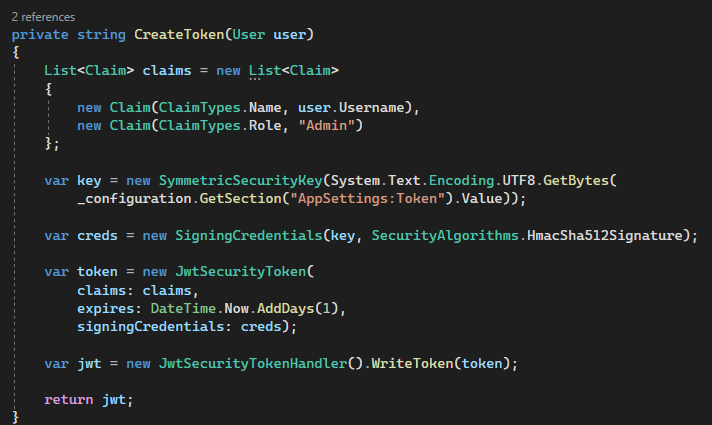 2 references
private string CreateToken(User user)
{
    List<Claim> claims = new List<Claim>
    {
        new Claim(ClaimTypes.Name, user.Username),
        new Claim(ClaimTypes.Role, "Admin")
    };

    var key = new SymmetricSecurityKey(System.Text.Encoding.UTF8.GetBytes(
        _configuration.GetSection("AppSettings:Token").Value));

    var creds = new SigningCredentials(key, SecurityAlgorithms.HmacSha512Signature);

    var token = new JwtSecurityToken(
        claims: claims,
        expires: DateTime.Now.AddDays(1),
        signingCredentials: creds);

    var jwt = new JwtSecurityTokenHandler().WriteToken(token);

    return jwt;
}